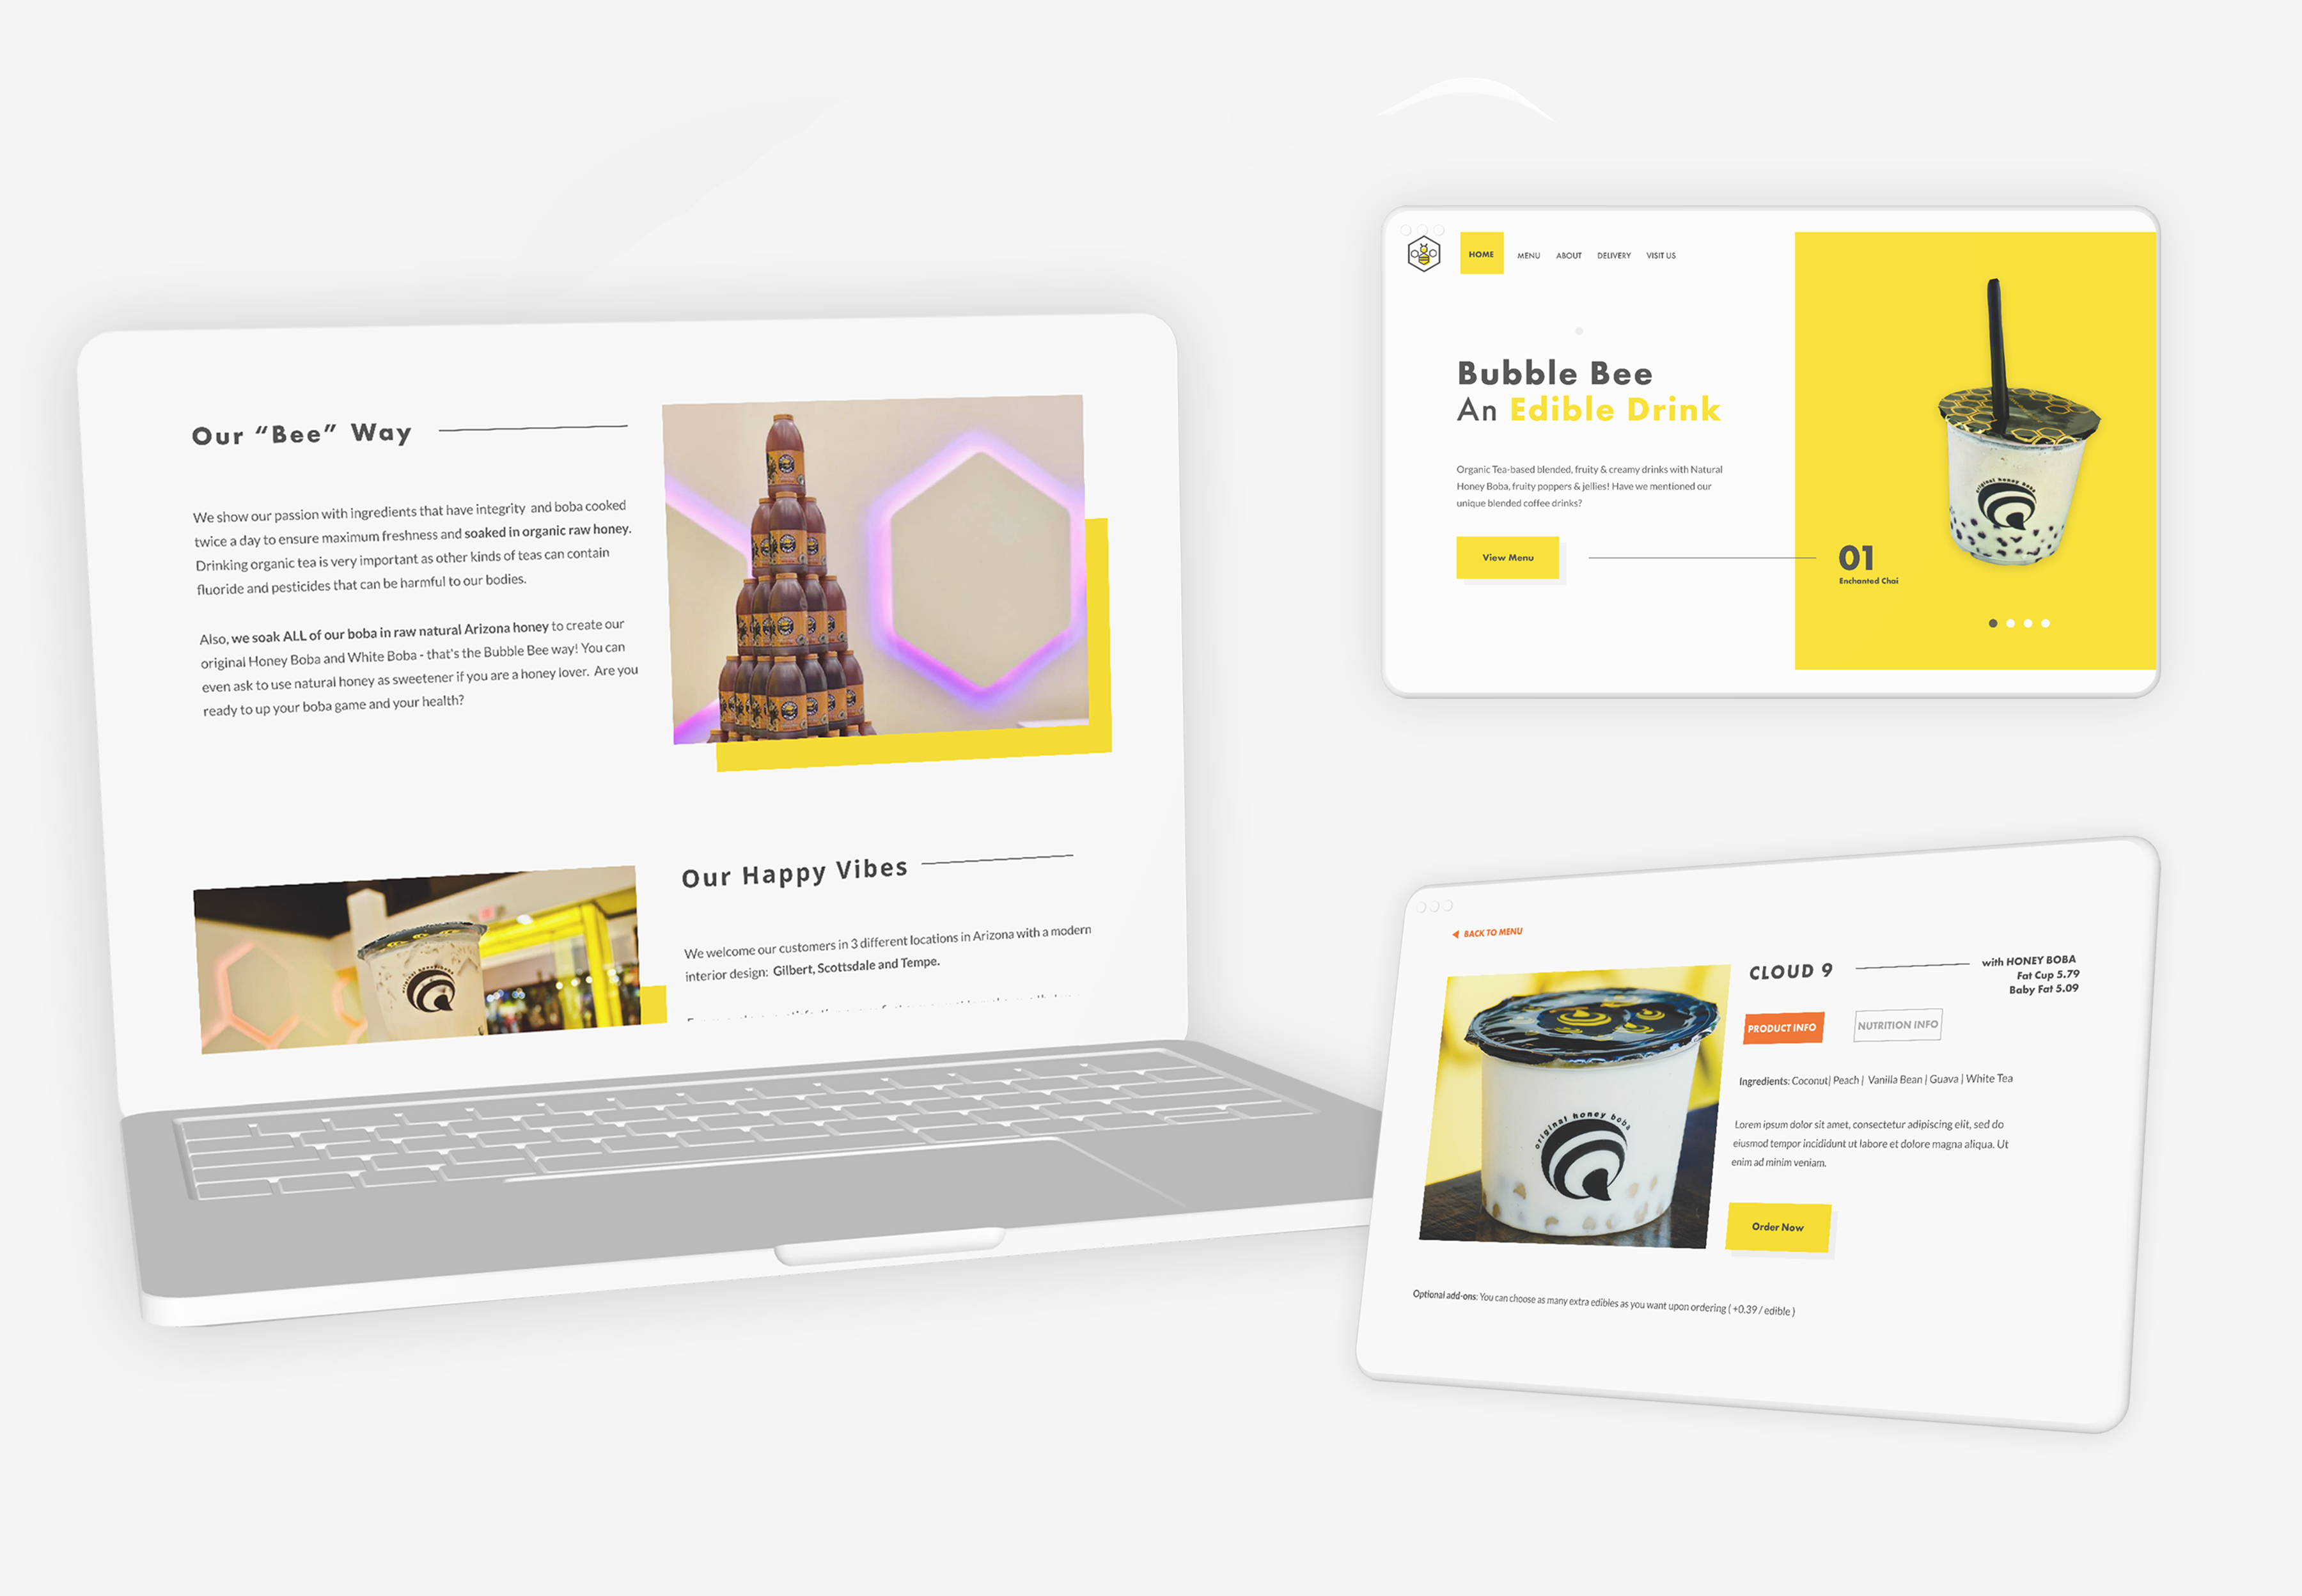 Our “Bee” Way
We show our passion with ingredients that have integrity and boba cooked
twice a day to ensure maximum freshness and soaked in organic raw honey.
Drinking organic tea is very important as other kinds of teas can contain
fluoride and pesticides that can be harmful to our bodies.
Also, we soak ALL of our boba in raw natural Arizona honey to create our
original Honey Boba and White Boba - that's the Bubble Bee way! You can
even ask to use natural honey as sweetener if you are a honey lover. Are you
ready to up your boba game and your health?
Our Happy Vibes
We welcome our customers in 3 different locations in Arizona with a modern
interior design: Gilbert, Scottsdale and Tempe.
HOME MENU ABOUT DELIVERY VISIT US
Bubble Bee
An Edible Drink
Organic Tea-based blended, fruity & creamy drinks with Natural
Honey Boba, fruity poppers & jellies! Have we mentioned our
unique blended coffee drinks?
View Menu
01
Enchanted Chai
original honey boba
BACK TO MENU
original honey boba
CLOUD 9
with HONEY BOBA
Fat Cup 5.79
Baby Fat 5.09
PRODUCT INFO NUTRITION INFO
Ingredients: Coconut| Peach | Vanilla Bean | Guava | White Tea
Lorem ipsum dolor sit amet, consectetur adipiscing elit, sed do
eiusmod tempor incididunt ut labore et dolore magna aliqua. Ut
enim ad minim veniam.
Order Now
Optional add-ons: You can choose as many extra edibles as you want upon ordering ( +0.39 / edible )